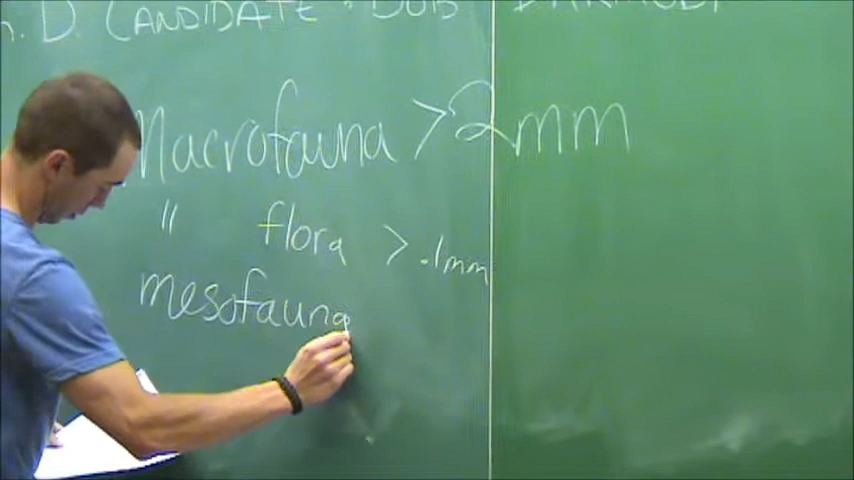 . D. CANDIDATE
Macrofauna > 2mm
" flora > .1mm
mesofauna